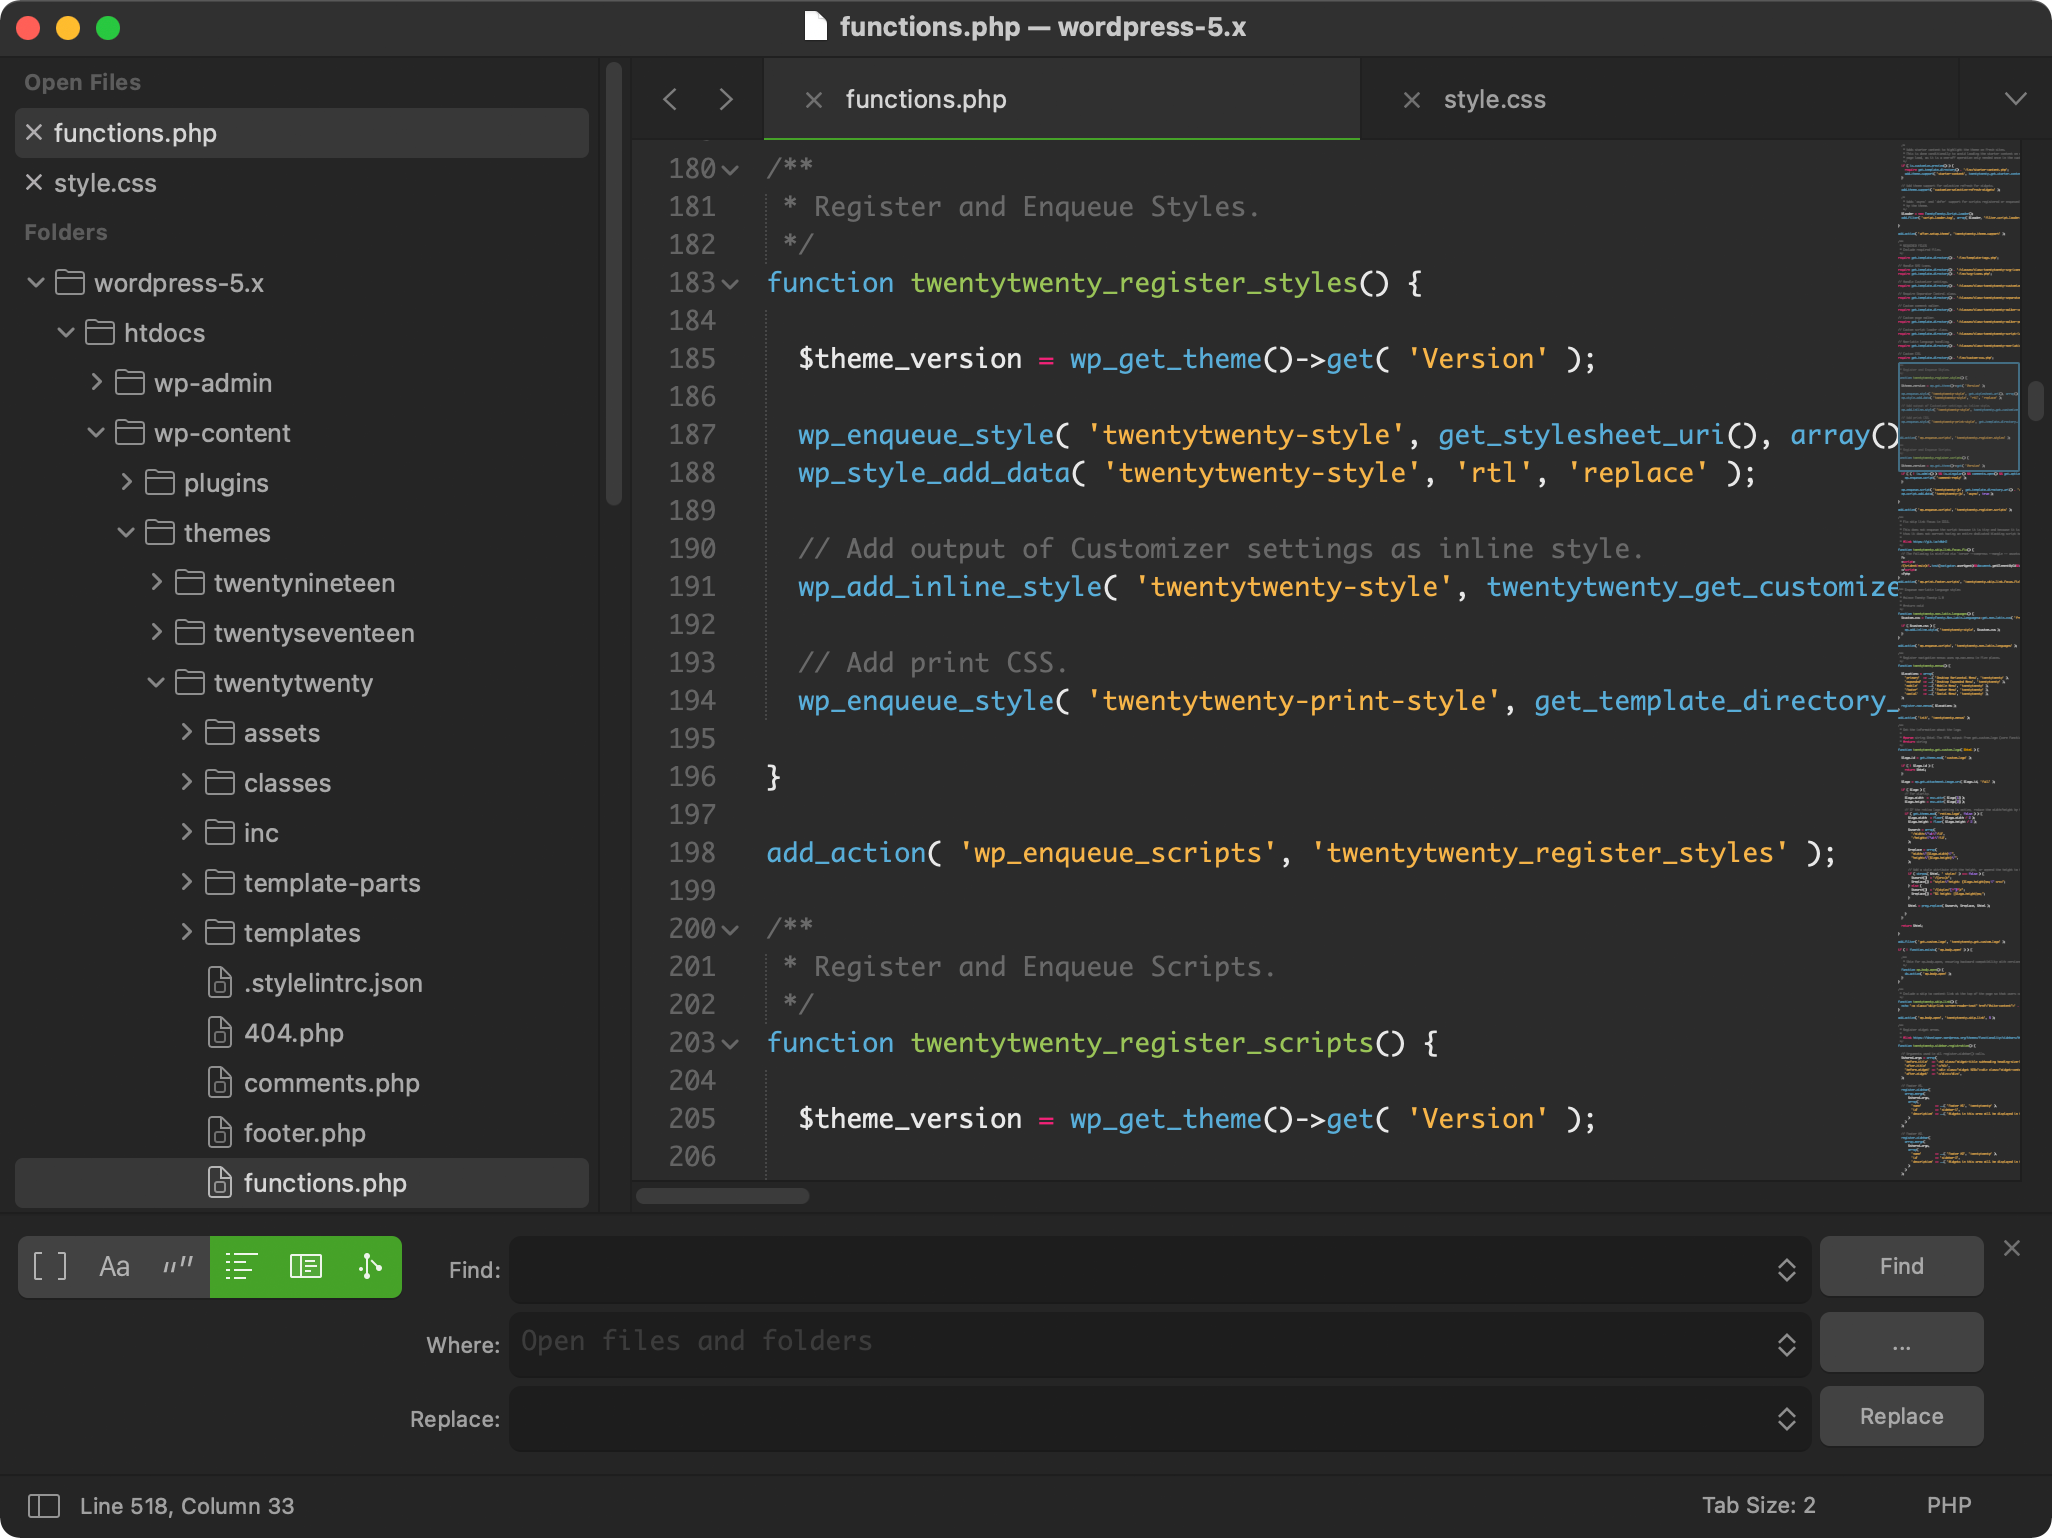 functions.php — wordpress-5.x
Open Files
functions.php
style.css
Folders
wordpress-5.x
htdocs
wp-admin
wp-content
plugins
themes
twentynineteen
twentyseventeen
twentytwenty
assets
classes
inc
template-parts
templates
.stylelintrc.json
404.php
comments.php
footer.php
functions.php
functions.php
style.css
180 /**
181 * Register and Enqueue Styles.
182 */
183 function twentytwenty_register_styles() {
184
185 $theme_version = wp_get_theme()->get( 'Version' );
186
187 wp_enqueue_style( 'twentytwenty-style', get_stylesheet_uri(), array()
188 wp_style_add_data( 'twentytwenty-style', 'rtl', 'replace' );
189
190 // Add output of Customizer settings as inline style.
191 wp_add_inline_style( 'twentytwenty-style', twentytwenty_get_customize
192
193 // Add print CSS.
194 wp_enqueue_style( 'twentytwenty-print-style', get_template_directory_
195
196 }
197
198 add_action( 'wp_enqueue_scripts', 'twentytwenty_register_styles' );
199
200 /**
201 * Register and Enqueue Scripts.
202 */
203 function twentytwenty_register_scripts() {
204
205 $theme_version = wp_get_theme()->get( 'Version' );
206
[ ] Aa “”
Find:
Find
Where: Open files and folders
...
Replace:
Replace
Line 518, Column 33
Tab Size: 2
PHP